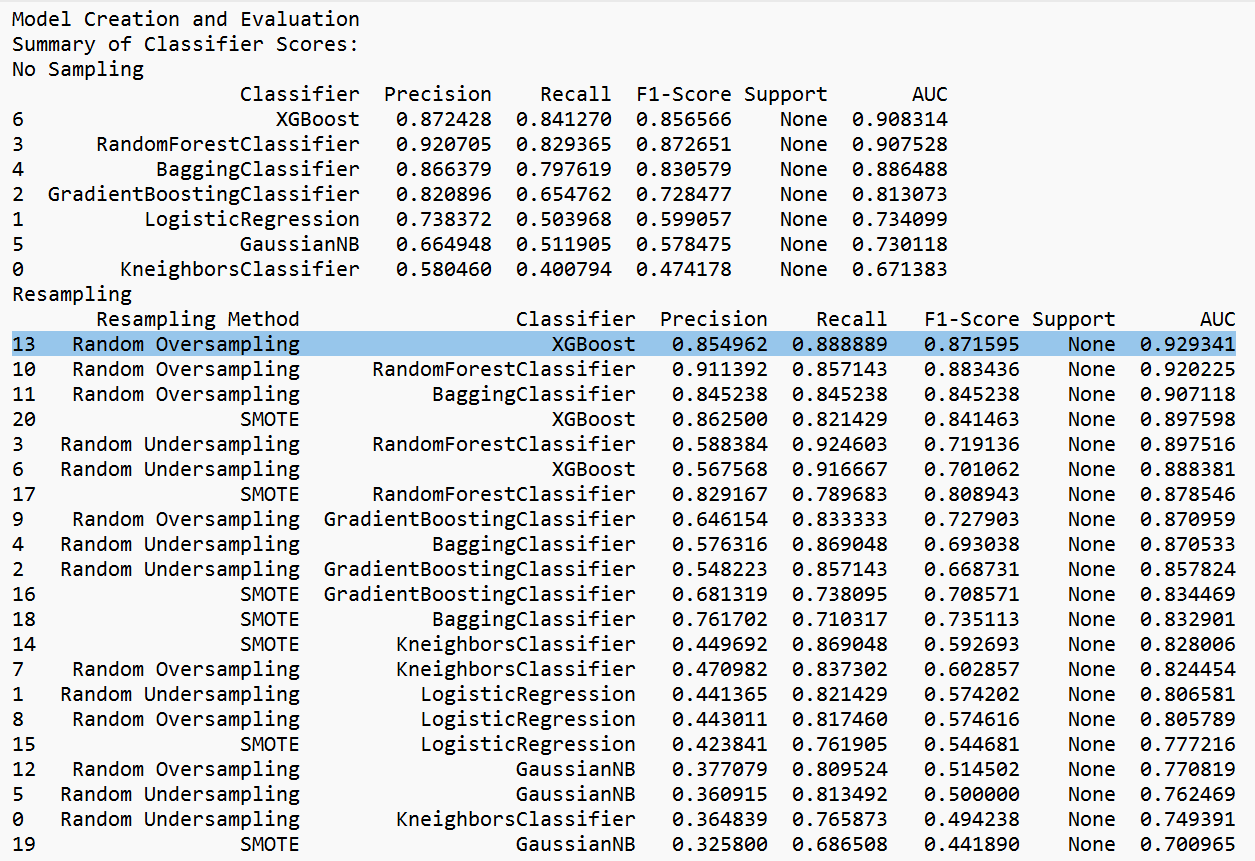 Model Creation and Evaluation
Summary of Classifier Scores:
No Sampling
                   Classifier  Precision    Recall  F1-Score Support       AUC
6                     XGBoost   0.872428  0.841270  0.856566    None  0.908314
3      RandomForestClassifier   0.920705  0.829365  0.872651    None  0.907528
4           BaggingClassifier   0.866379  0.797619  0.830579    None  0.886488
2  GradientBoostingClassifier   0.820896  0.654762  0.728477    None  0.813073
1          LogisticRegression   0.738372  0.503968  0.599057    None  0.734099
5                  GaussianNB   0.664948  0.511905  0.578475    None  0.730118
0        KneighborsClassifier   0.580460  0.400794  0.474178    None  0.671383
Resampling
       Resampling Method                  Classifier  Precision    Recall   F1-Score Support       AUC
13   Random Oversampling                     XGBoost   0.854962  0.888889   0.871595    None  0.929341
10   Random Oversampling      RandomForestClassifier   0.911392  0.857143   0.883436    None  0.920225
11   Random Oversampling           BaggingClassifier   0.845238  0.845238   0.845238    None  0.907118
20                 SMOTE                     XGBoost   0.862500  0.821429   0.841463    None  0.897598
3   Random Undersampling      RandomForestClassifier   0.588384  0.924603   0.719136    None  0.897516
6   Random Undersampling                     XGBoost   0.567568  0.916667   0.701062    None  0.888381
17                 SMOTE      RandomForestClassifier   0.829167  0.789683   0.808943    None  0.878546
9    Random Oversampling  GradientBoostingClassifier   0.646154  0.833333   0.727903    None  0.870959
4   Random Undersampling           BaggingClassifier   0.576316  0.869048   0.693038    None  0.870533
2   Random Undersampling  GradientBoostingClassifier   0.548223  0.857143   0.668731    None  0.857824
16                 SMOTE  GradientBoostingClassifier   0.681319  0.738095   0.708571    None  0.834469
18                 SMOTE           BaggingClassifier   0.761702  0.710317   0.735113    None  0.832901
14                 SMOTE        KneighborsClassifier   0.449692  0.869048   0.592693    None  0.828006
7    Random Oversampling        KneighborsClassifier   0.470982  0.837302   0.602857    None  0.824454
1   Random Undersampling          LogisticRegression   0.441365  0.821429   0.574202    None  0.806581
8    Random Oversampling          LogisticRegression   0.443011  0.817460   0.574616    None  0.805789
15                 SMOTE          LogisticRegression   0.423841  0.761905   0.544681    None  0.777216
12   Random Oversampling                  GaussianNB   0.377079  0.809524   0.514502    None  0.770819
5   Random Undersampling                  GaussianNB   0.360915  0.813492   0.500000    None  0.762469
0   Random Undersampling        KneighborsClassifier   0.364839  0.765873   0.494238    None  0.749391
19                 SMOTE                  GaussianNB   0.325800  0.686508   0.441890    None  0.700965